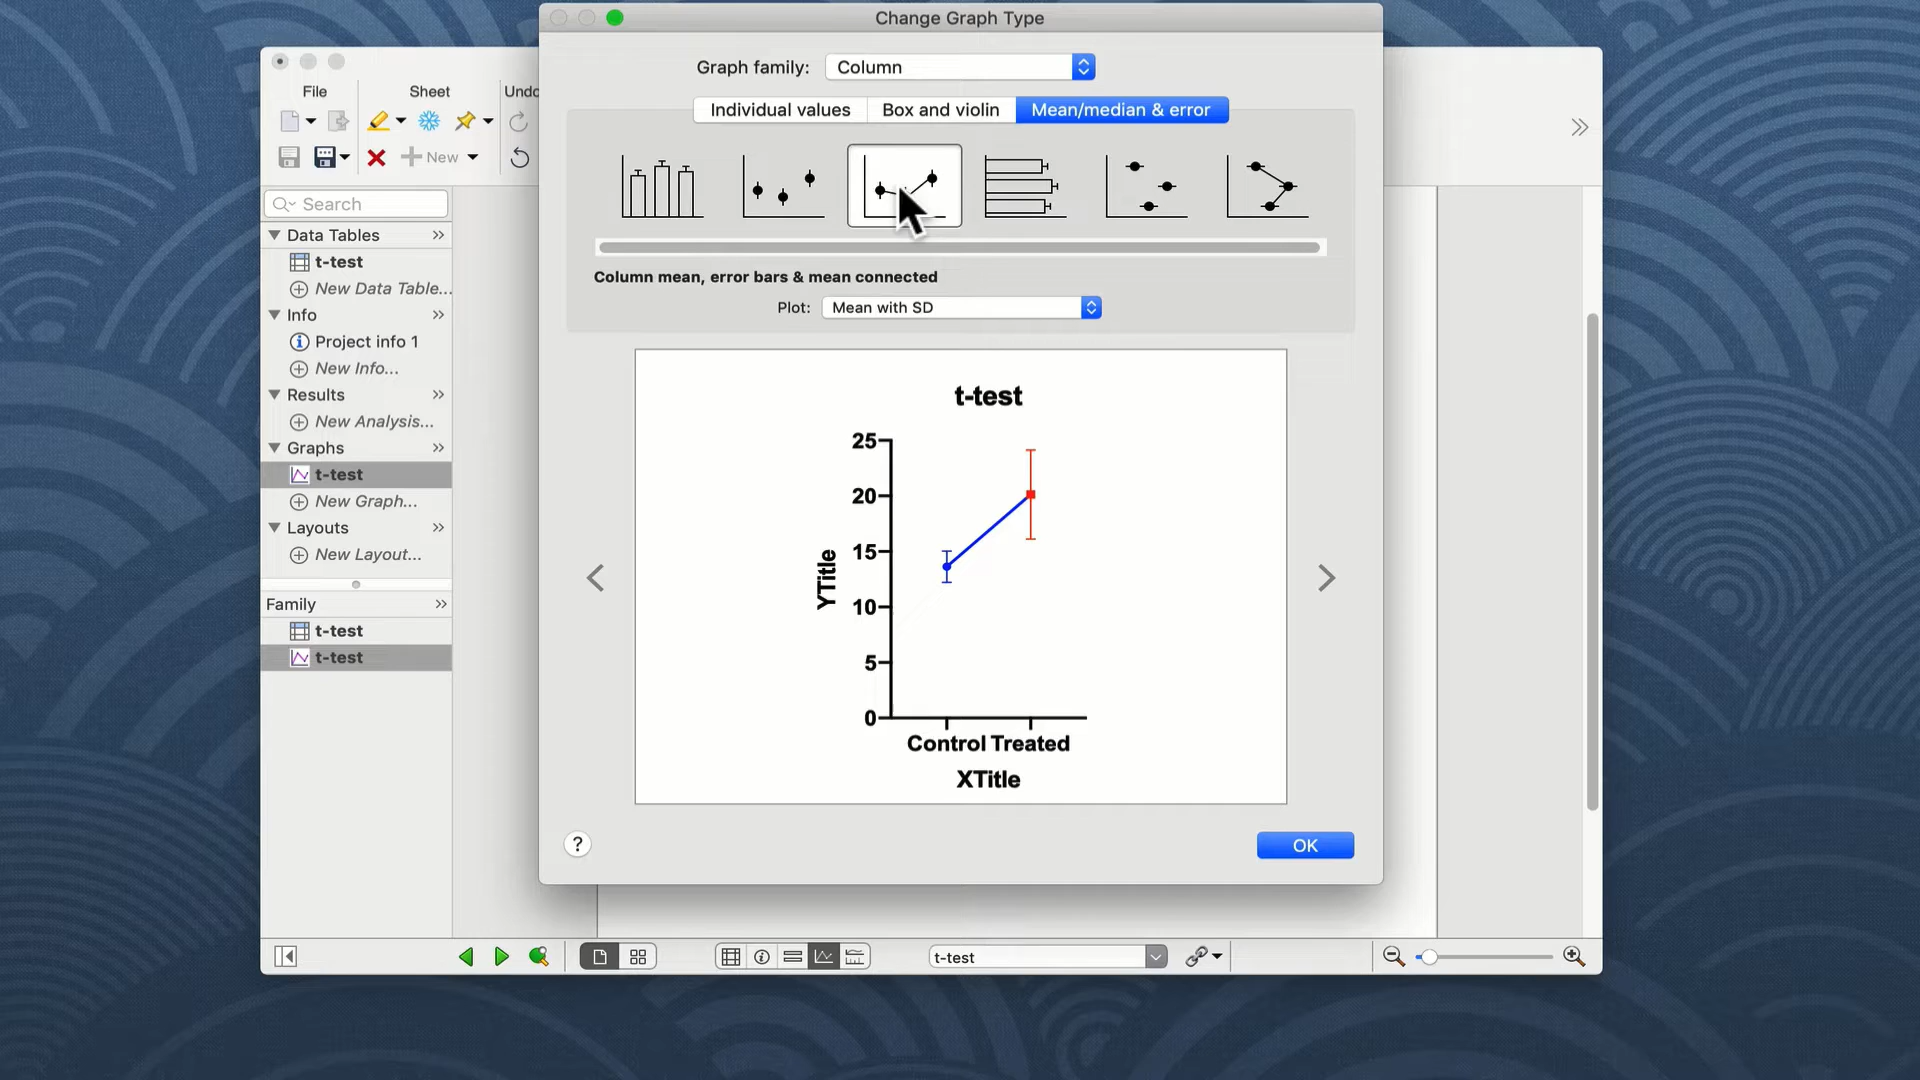 Change Graph Type
Graph family: Column
Individual values Box and violin Mean/median & error
Column mean, error bars & mean connected
Plot: Mean with SD
t-test
25
20
15
10
5
0
YTitle
Control Treated
XTitle
? OK
File Sheet Undo
New
Search
Data Tables
t-test
New Data Table...
Info
Project info 1
New Info...
Results
New Analysis...
Graphs
t-test
New Graph...
Layouts
New Layout...
Family
t-test
t-test
t-test